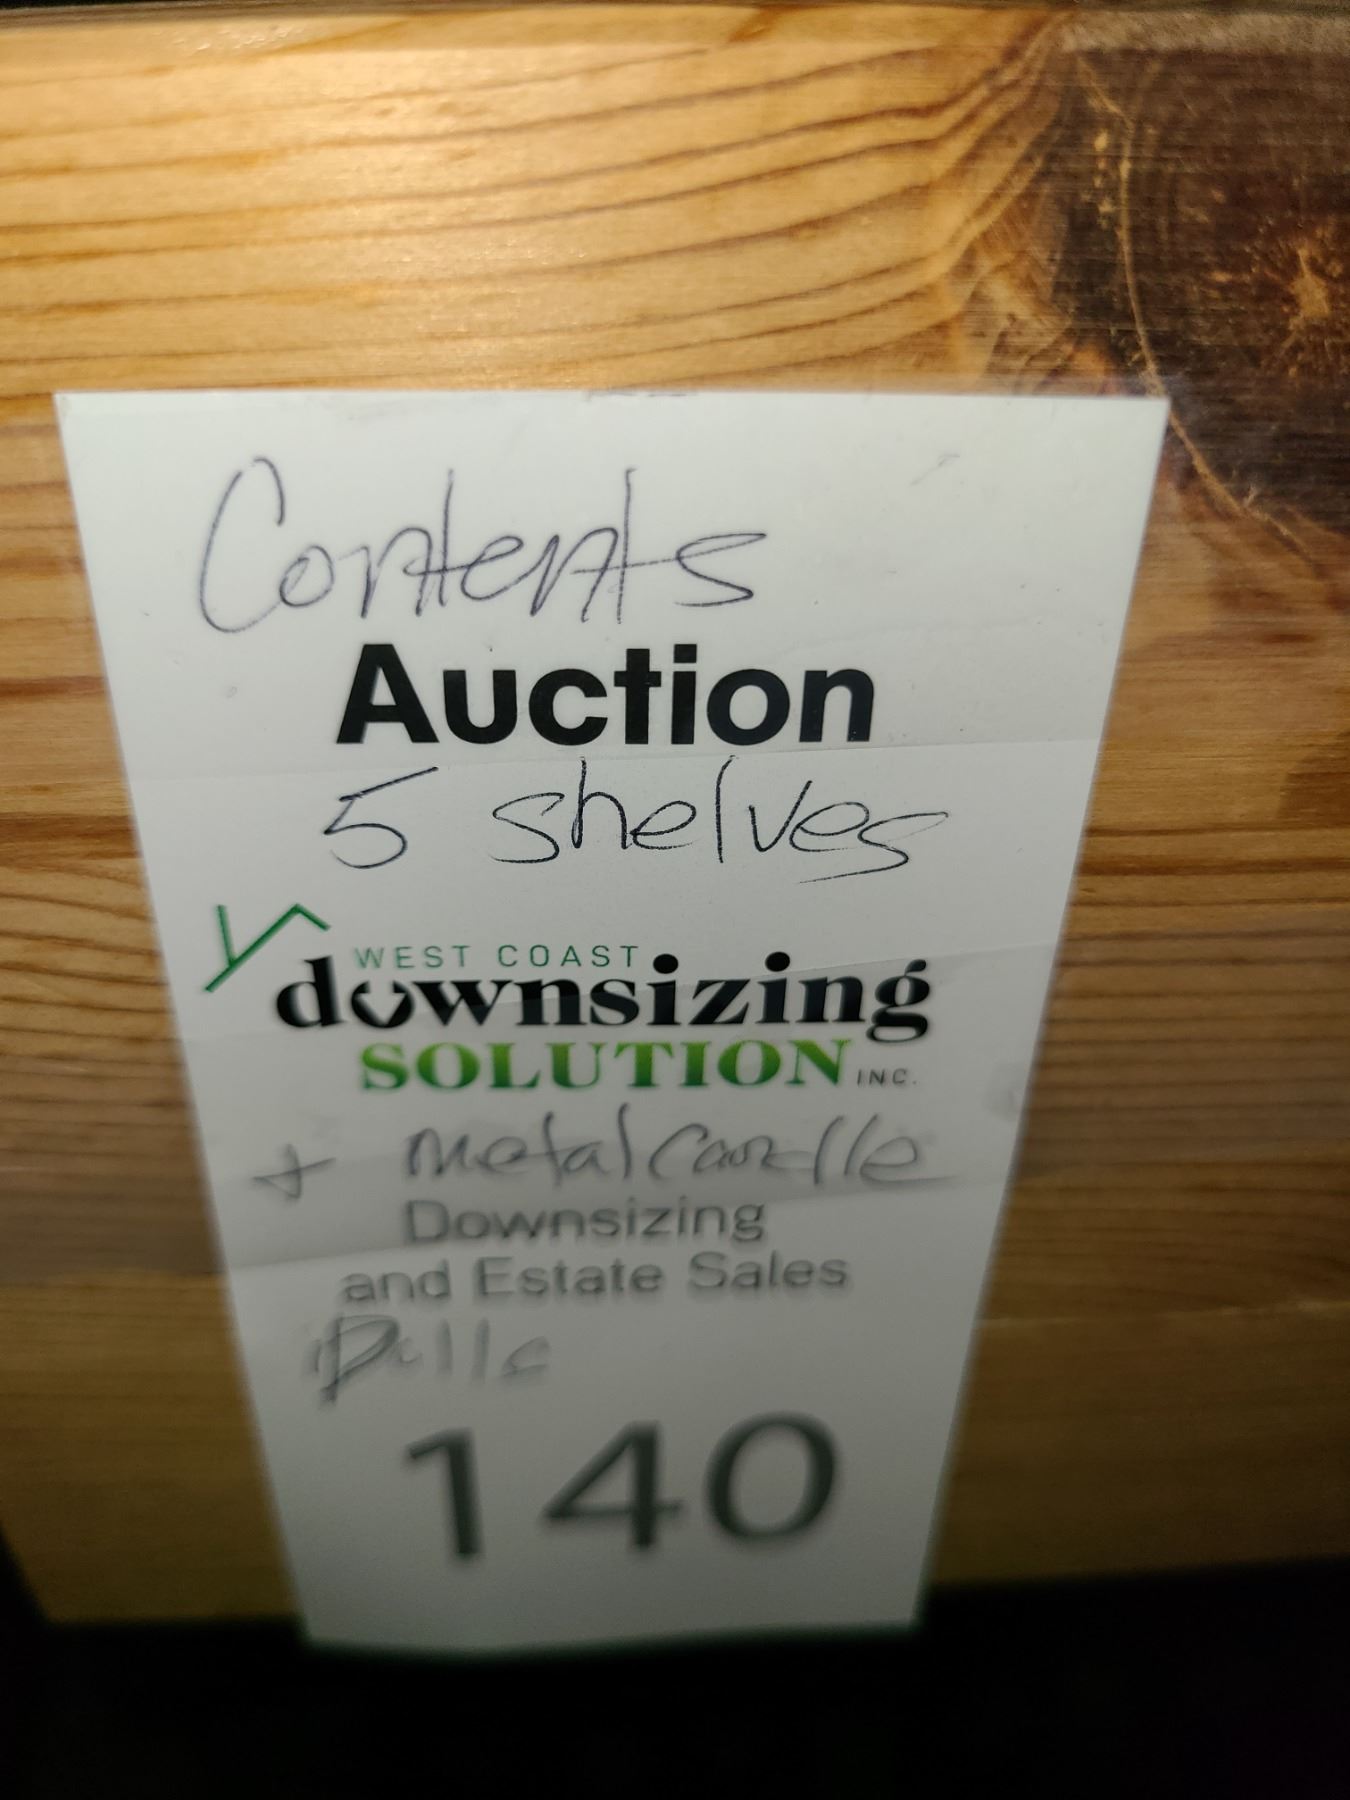 Contents
Auction
5 shelves
WEST COAST
downsizing
SOLUTION INC.
+ metal candle
Downsizing
and Estate Sales
140